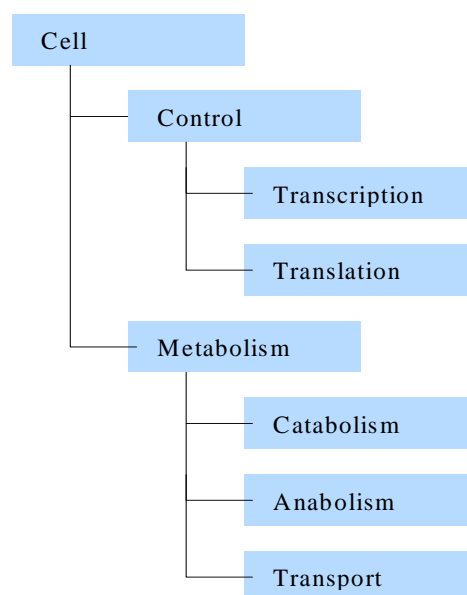 Cell
Control
Transcription
Translation
Metabolism
Catabolism
Anabolism
Transport